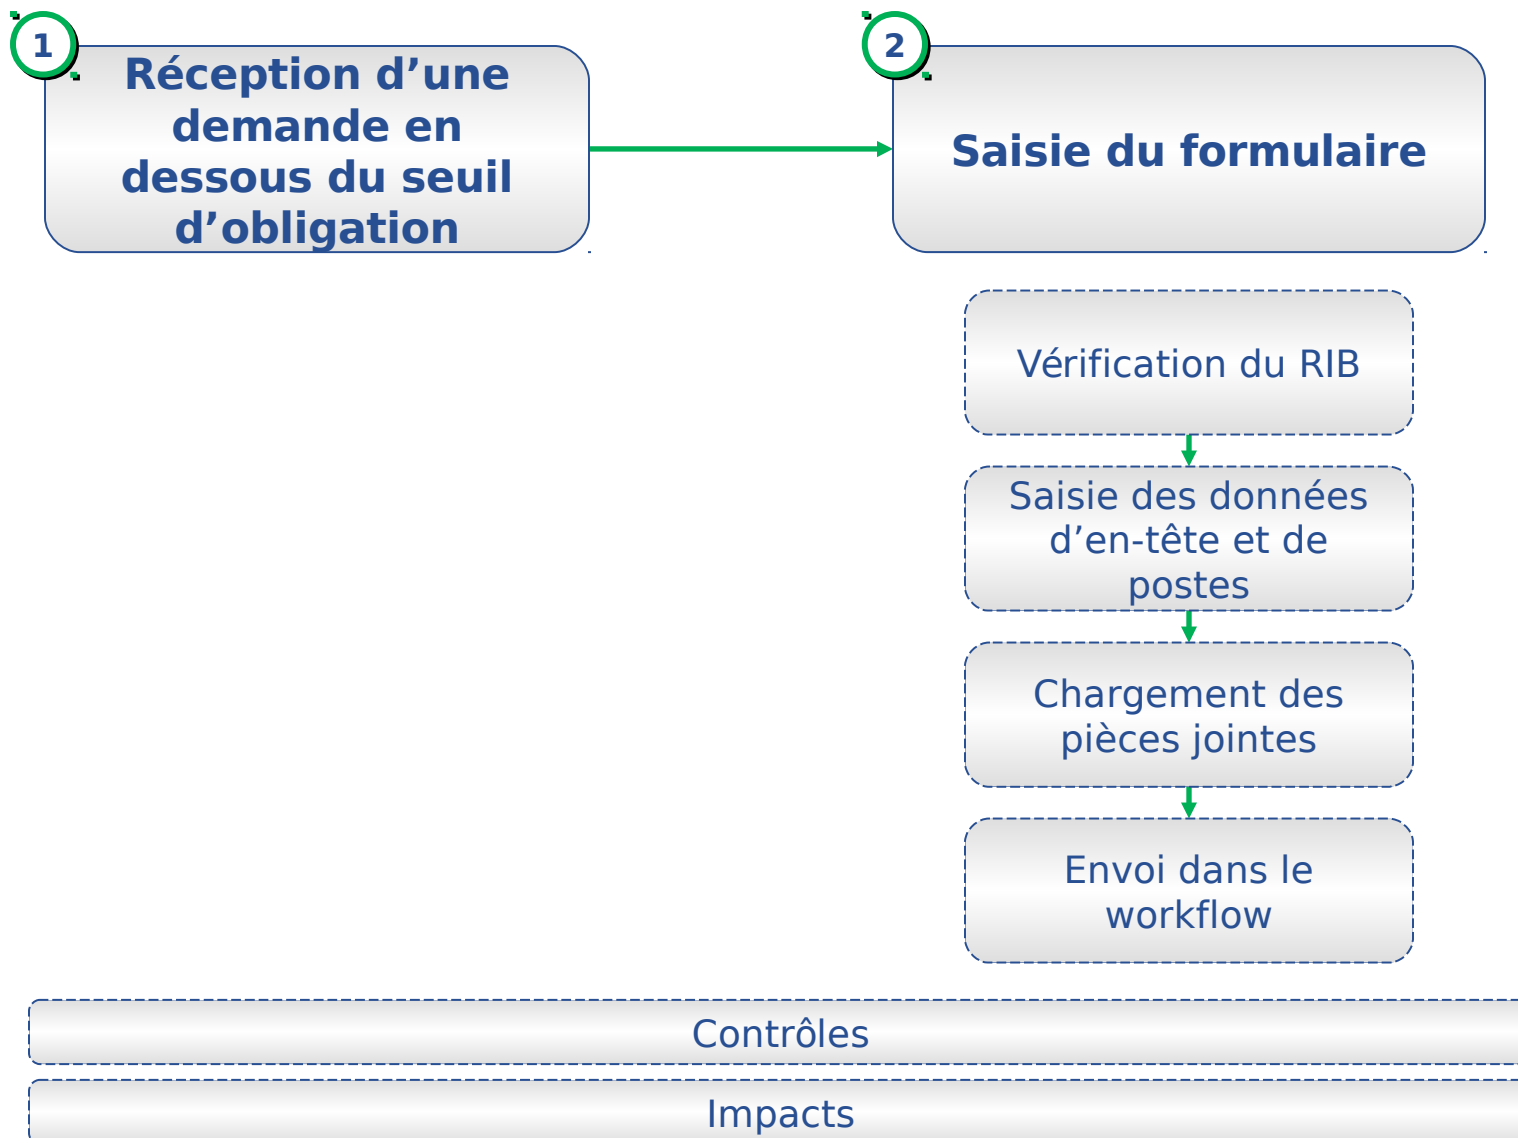 1
Réception d’une
demande en
dessous du seuil
d’obligation
2
Saisie du formulaire
Vérification du RIB
Saisie des données
d’en-tête et de
postes
Chargement des
pièces jointes
Envoi dans le
workflow
Contrôles
Impacts